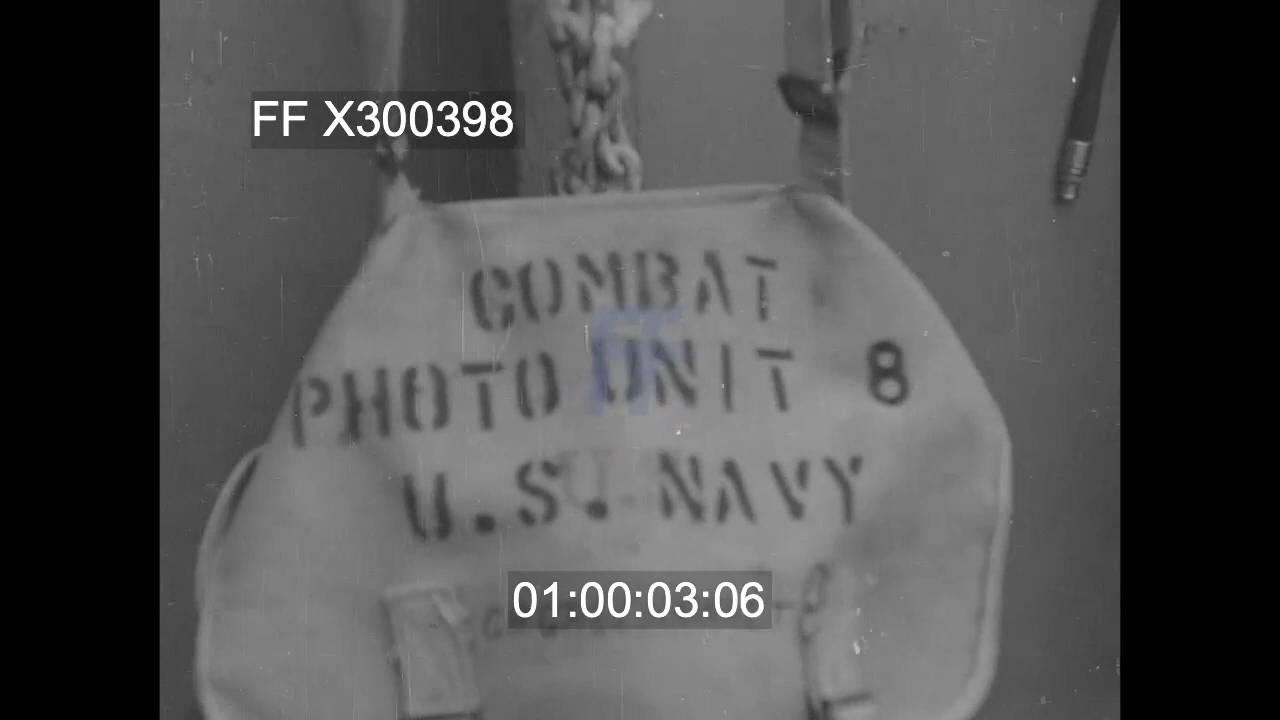 FF X300398
COMBAT
PHOTO UNIT 8
U.S. NAVY
01:00:03:06